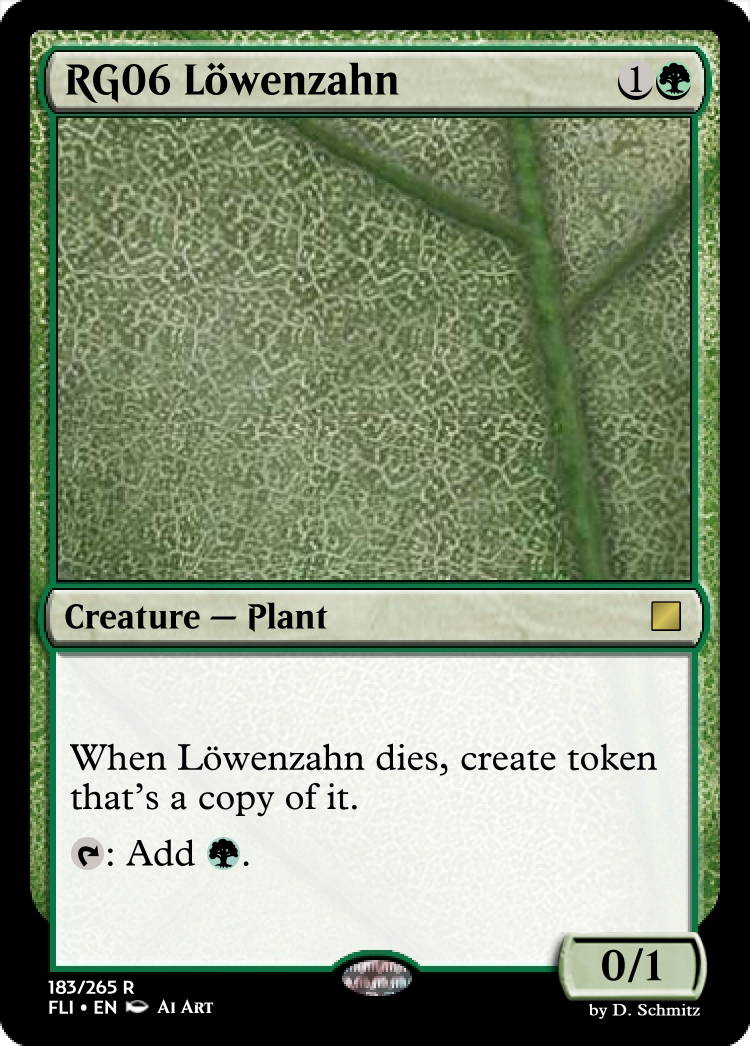 RG06 Löwenzahn 1
Creature — Plant
When Löwenzahn dies, create token
that's a copy of it.
: Add .
0/1
183/265 R
FLI • EN AI ART
by D. Schmitz